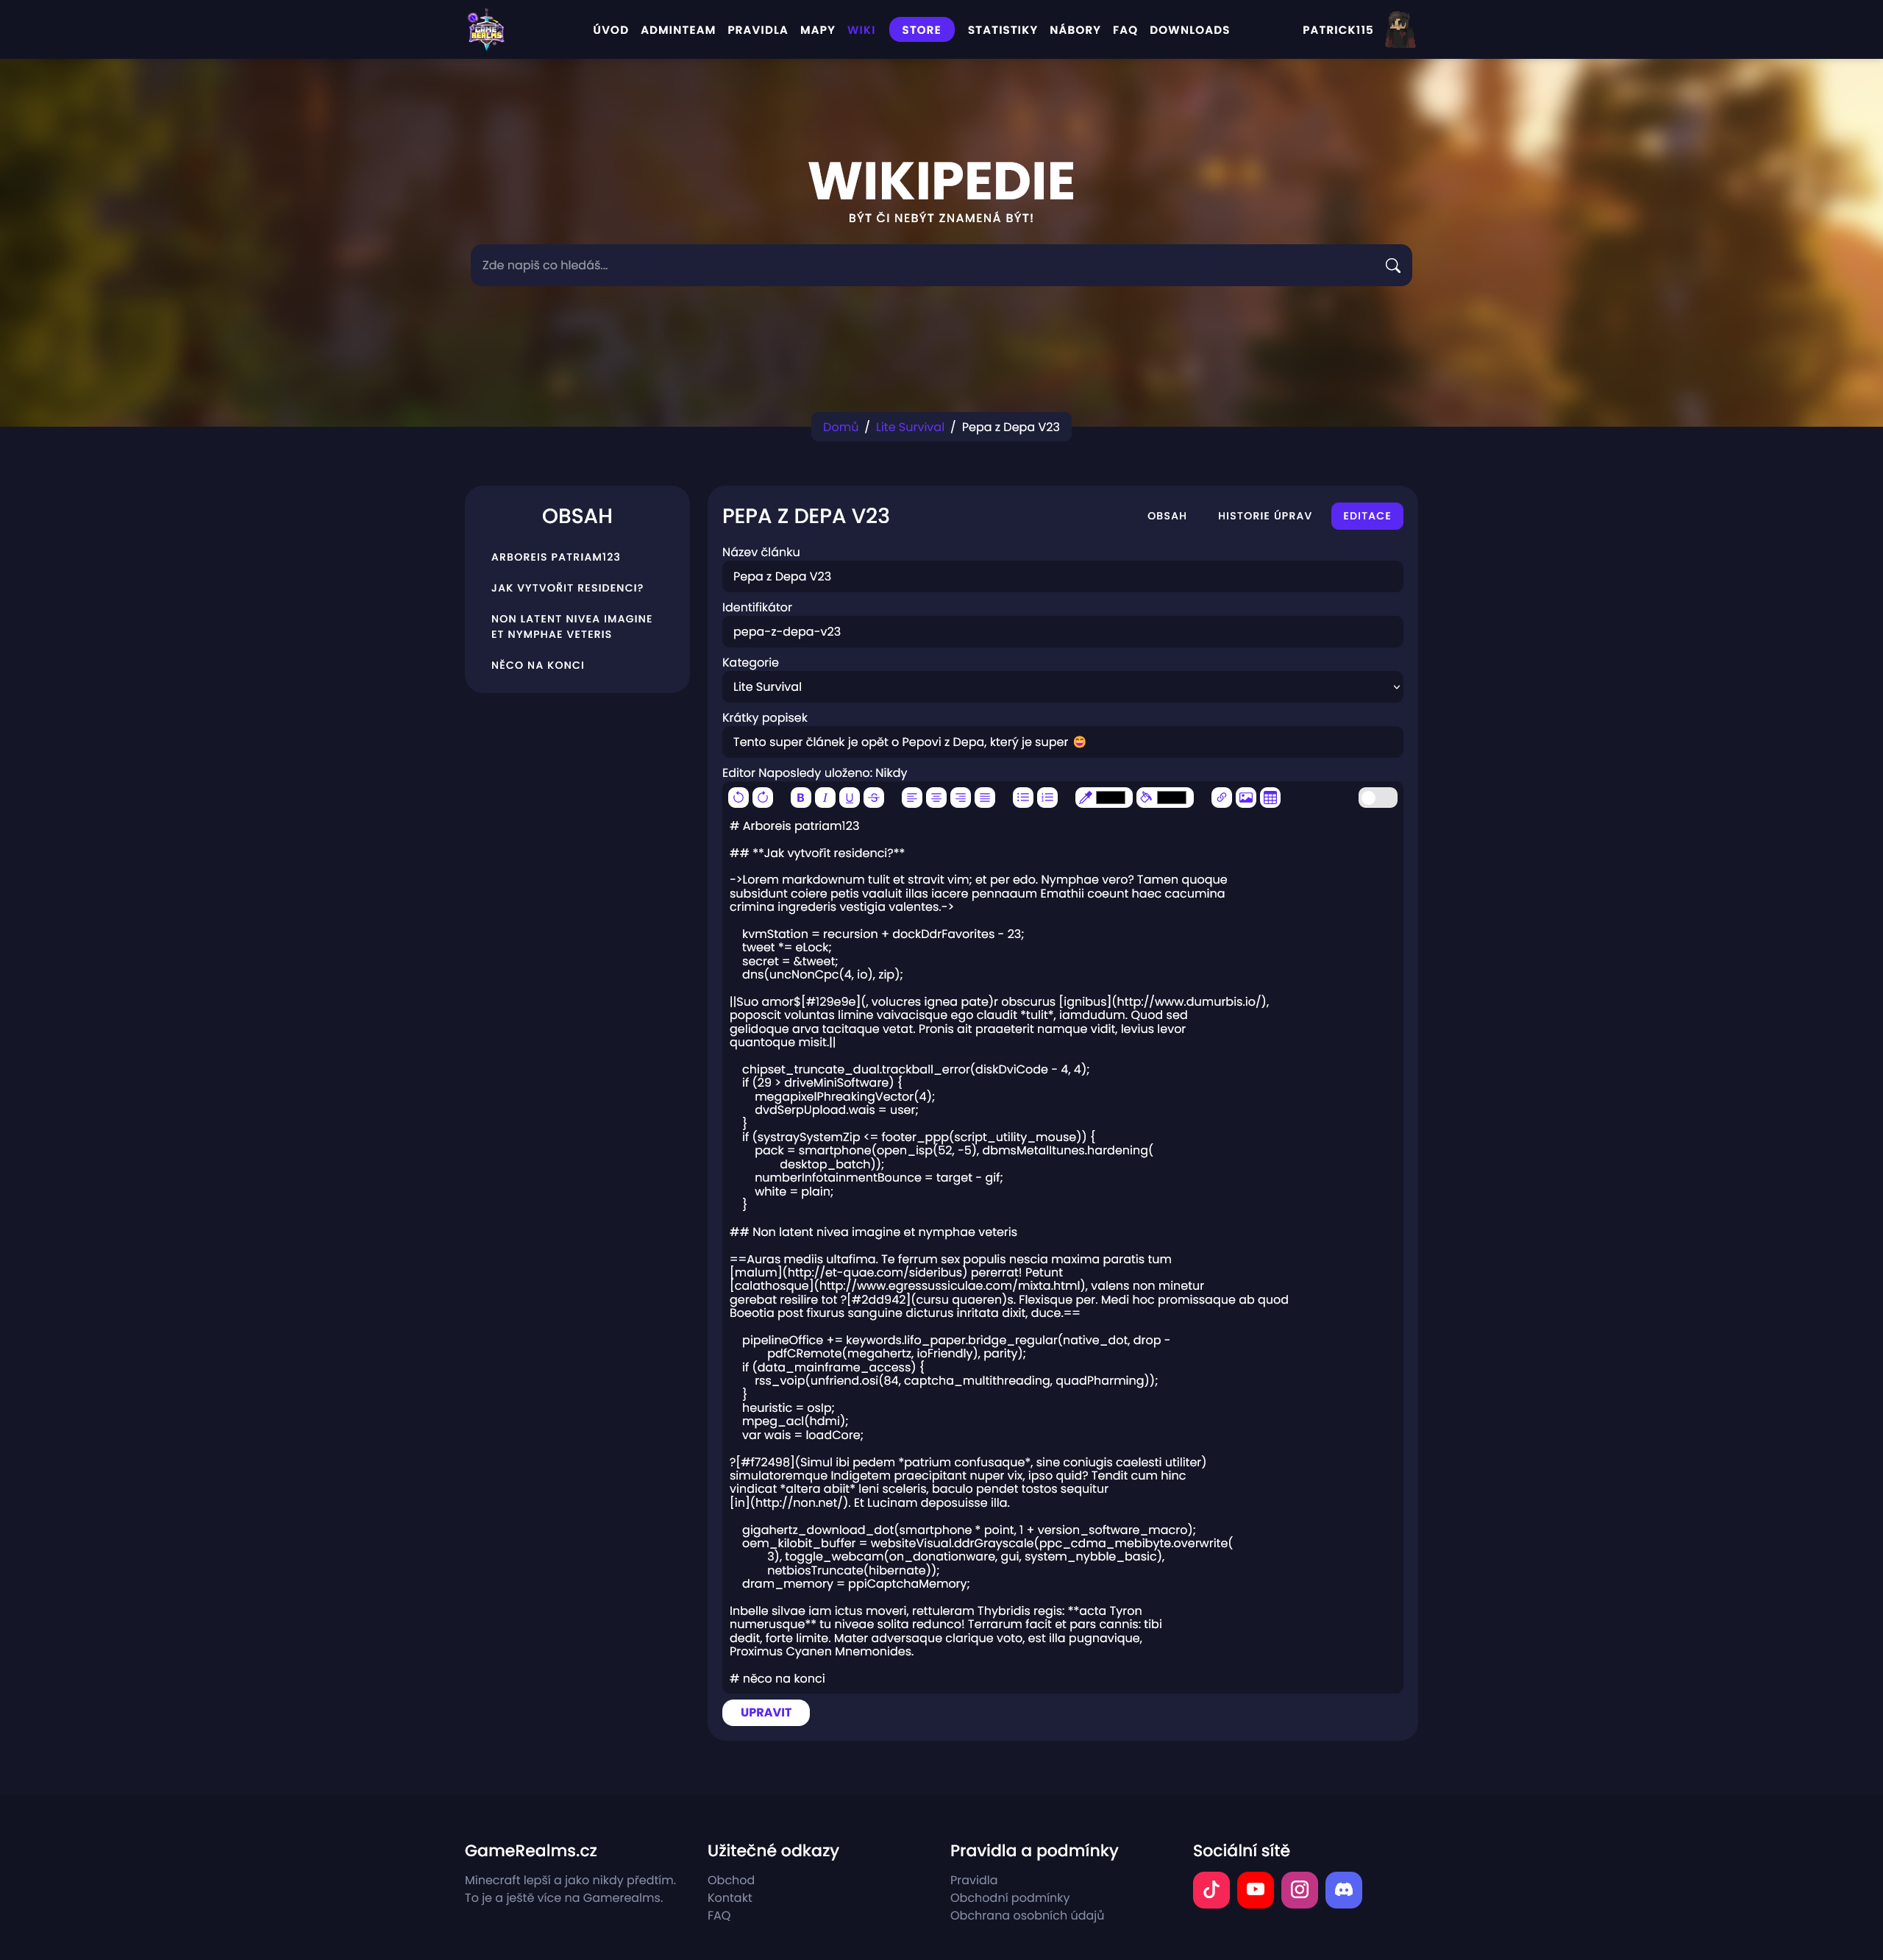 GAME
REALMS
ÚVOD ADMINTEAM PRAVIDLA MAPY WIKI STORE STATISTIKY NÁBORY FAQ DOWNLOADS PATRICK115
WIKIPEDIE
BÝT ČI NEBÝT ZNAMENÁ BÝT!
Zde napiš co hledáš...
Domů / Lite Survival / Pepa z Depa V23
OBSAH
ARBOREIS PATRIAM123
JAK VYTVOŘIT RESIDENCI?
NON LATENT NIVEA IMAGINE
ET NYMPHAE VETERIS
NĚCO NA KONCI
PEPA Z DEPA V23 OBSAH HISTORIE ÚPRAV EDITACE
Název článku
Pepa z Depa V23
Identifikátor
pepa-z-depa-v23
Kategorie
Lite Survival
Krátky popisek
Tento super článek je opět o Pepovi z Depa, který je super 😄
Editor Naposledy uloženo: Nikdy
B I U S
# Arboreis patriam123
## **Jak vytvořit residenci?**
->Lorem markdownum tulit et stravit vim; et per edo. Nymphae vero? Tamen quoque
subsidunt coiere petis vaaluit illas iacere pennaaum Emathii coeunt haec cacumina
crimina ingrederis vestigia valentes.->
kvmStation = recursion + dockDdrFavorites - 23;
tweet *= eLock;
secret = &tweet;
dns(uncNonCpc(4, io), zip);
||Suo amor$[#129e9e](, volucres ignea pate)r obscurus [ignibus](http://www.dumurbis.io/),
poposcit voluntas limine vaivacisque ego claudit *tulit*, iamdudum. Quod sed
gelidoque arva tacitaque vetat. Pronis ait praaeterit namque vidit, levius levor
quantoque misit.||
chipset_truncate_dual.trackball_error(diskDviCode - 4, 4);
if (29 > driveMiniSoftware) {
megapixelPhreakingVector(4);
dvdSerpUpload.wais = user;
}
if (systraySystemZip <= footer_ppp(script_utility_mouse)) {
pack = smartphone(open_isp(52, -5), dbmsMetalItunes.hardening(
desktop_batch));
numberInfotainmentBounce = target - gif;
white = plain;
}
## Non latent nivea imagine et nymphae veteris
==Auras mediis ultafima. Te ferrum sex populis nescia maxima paratis tum
[malum](http://et-quae.com/sideribus) pererrat! Petunt
[calathosque](http://www.egressussiculae.com/mixta.html), valens non minetur
gerebat resilire tot ?[#2dd942](cursu quaeren)s. Flexisque per. Medi hoc promissaque ab quod
Boeotia post fixurus sanguine dicturus inritata dixit, duce.==
pipelineOffice += keywords.lifo_paper.bridge_regular(native_dot, drop -
pdfCRemote(megahertz, ioFriendly), parity);
if (data_mainframe_access) {
rss_voip(unfriend.osi(84, captcha_multithreading, quadPharming));
}
heuristic = oslp;
mpeg_acl(hdmi);
var wais = loadCore;
?[#f72498](Simul ibi pedem *patrium confusaque*, sine coniugis caelesti utiliter)
simulatoremque Indigetem praecipitant nuper vix, ipso quid? Tendit cum hinc
vindicat *altera abiit* leni sceleris, baculo pendet tostos sequitur
[in](http://non.net/). Et Lucinam deposuisse illa.
gigahertz_download_dot(smartphone * point, 1 + version_software_macro);
oem_kilobit_buffer = websiteVisual.ddrGrayscale(ppc_cdma_mebibyte.overwrite(
3), toggle_webcam(on_donationware, gui, system_nybble_basic),
netbiosTruncate(hibernate));
dram_memory = ppiCaptchaMemory;
Inbelle silvae iam ictus moveri, rettuleram Thybridis regis: **acta Tyron
numerusque** tu niveae solita redunco! Terrarum facit et pars cannis: tibi
dedit, forte limite. Mater adversaque clarique voto, est illa pugnavique,
Proximus Cyanen Mnemonides.
# něco na konci
UPRAVIT
GameRealms.cz
Minecraft lepší a jako nikdy předtím.
To je a ještě více na Gamerealms.
Užitečné odkazy
Obchod
Kontakt
FAQ
Pravidla a podmínky
Pravidla
Obchodní podmínky
Obchrana osobních údajů
Sociální sítě